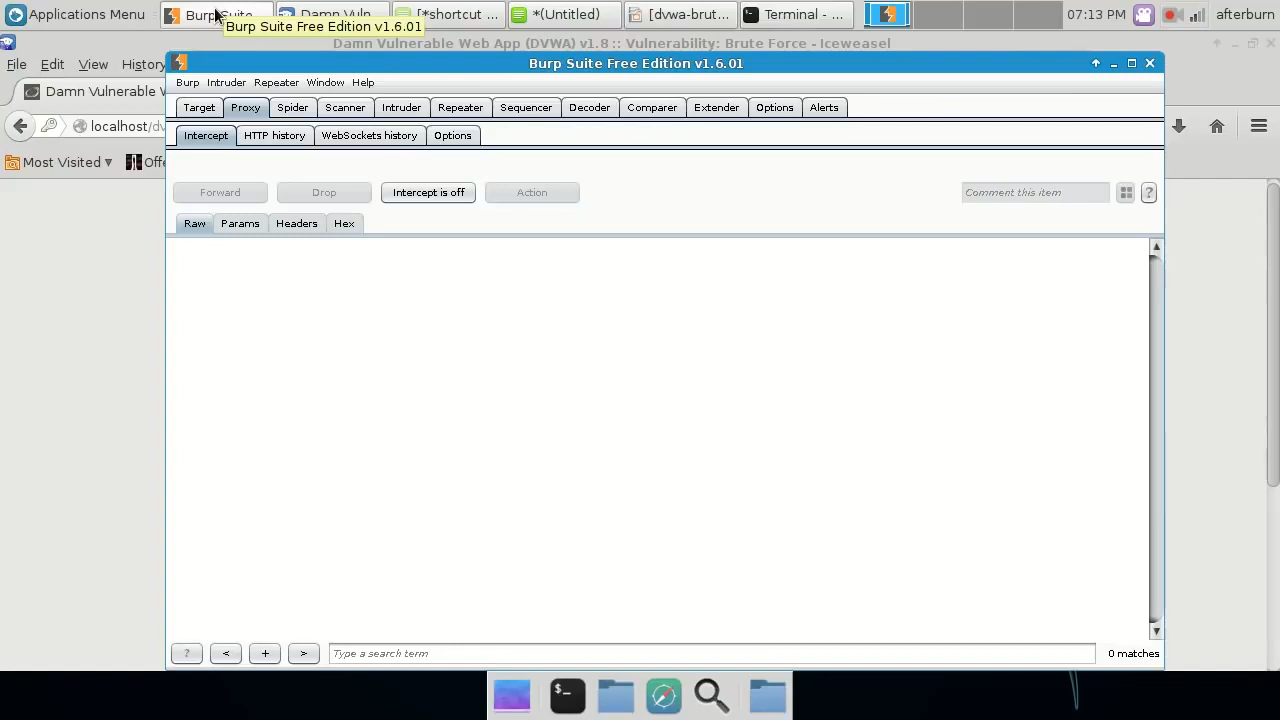 Applications Menu
Burp Suite
Damn Vuln...
[*shortcut -...
*(Untitled)
[dvwa-brut...
Terminal - ...
07:13 PM
afterburn
Burp Suite Free Edition v1.6.01
Damn Vulnerable Web App (DVWA) v1.8 :: Vulnerability: Brute Force - Iceweasel
File Edit View History
Burp Suite Free Edition v1.6.01
Burp Intruder Repeater Window Help
Damn Vulnerable W
Target Proxy Spider Scanner Intruder Repeater Sequencer Decoder Comparer Extender Options Alerts
localhost/dv
Intercept HTTP history WebSockets history Options
Most Visited
Offe
Forward Drop Intercept is off Action Comment this item ?
Raw Params Headers Hex
? < + > Type a search term 0 matches
$_